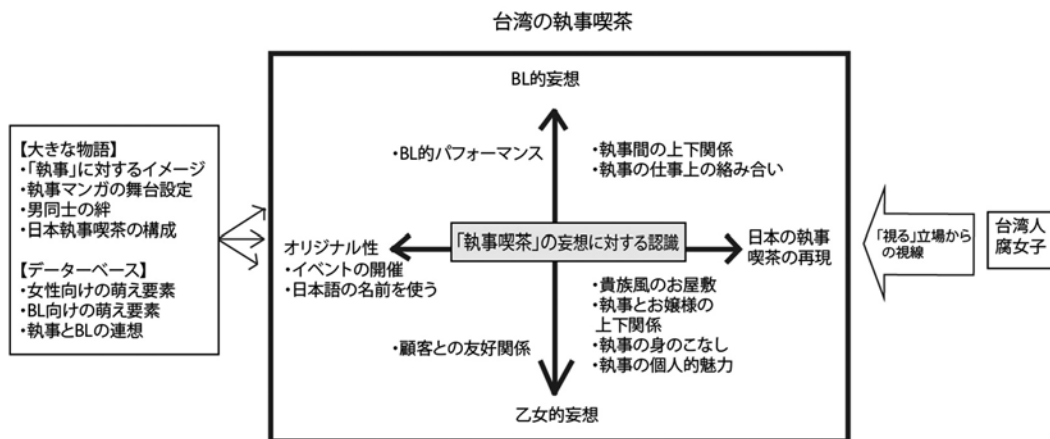 台湾の執事喫茶
【大きな物語】
・「執事」に対するイメージ
・執事マンガの舞台設定
・男同士の絆
・日本執事喫茶の構成
【データーベース】
・女性向けの萌え要素
・BL向けの萌え要素
・執事とBLの連想
BL的妄想
・BL的パフォーマンス
・執事間の上下関係
・執事の仕事上の絡み合い
「執事喫茶」の妄想に対する認識
オリジナル性
・イベントの開催
・日本語の名前を使う
日本の執事
喫茶の再現
・貴族風のお屋敷
・執事とお嬢様の
上下関係
・執事の身のこなし
・執事の個人的魅力
・顧客との友好関係
乙女的妄想
「視る」立場から
の視線
台湾人
腐女子